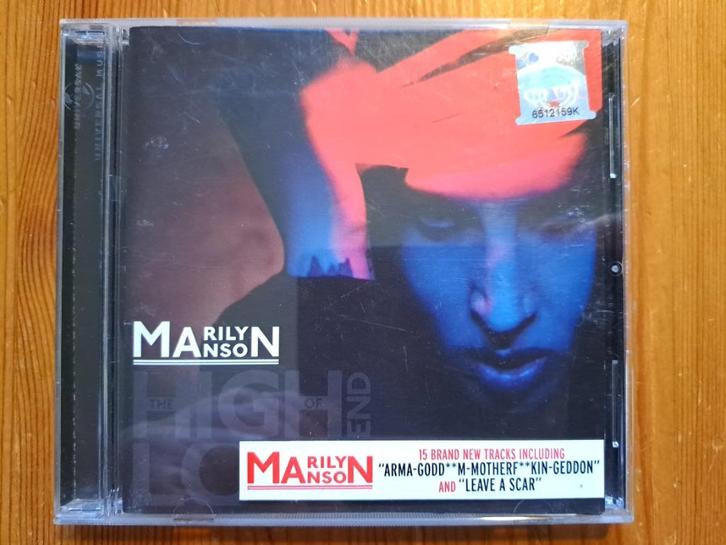 6512159K
MARILYN
MANSON
THE HIGH END
OF
LO
MARILYN
MANSON
15 BRAND NEW TRACKS INCLUDING
"ARMA-GODD**M-MOTHERF**KIN-GEDDON"
AND "LEAVE A SCAR"